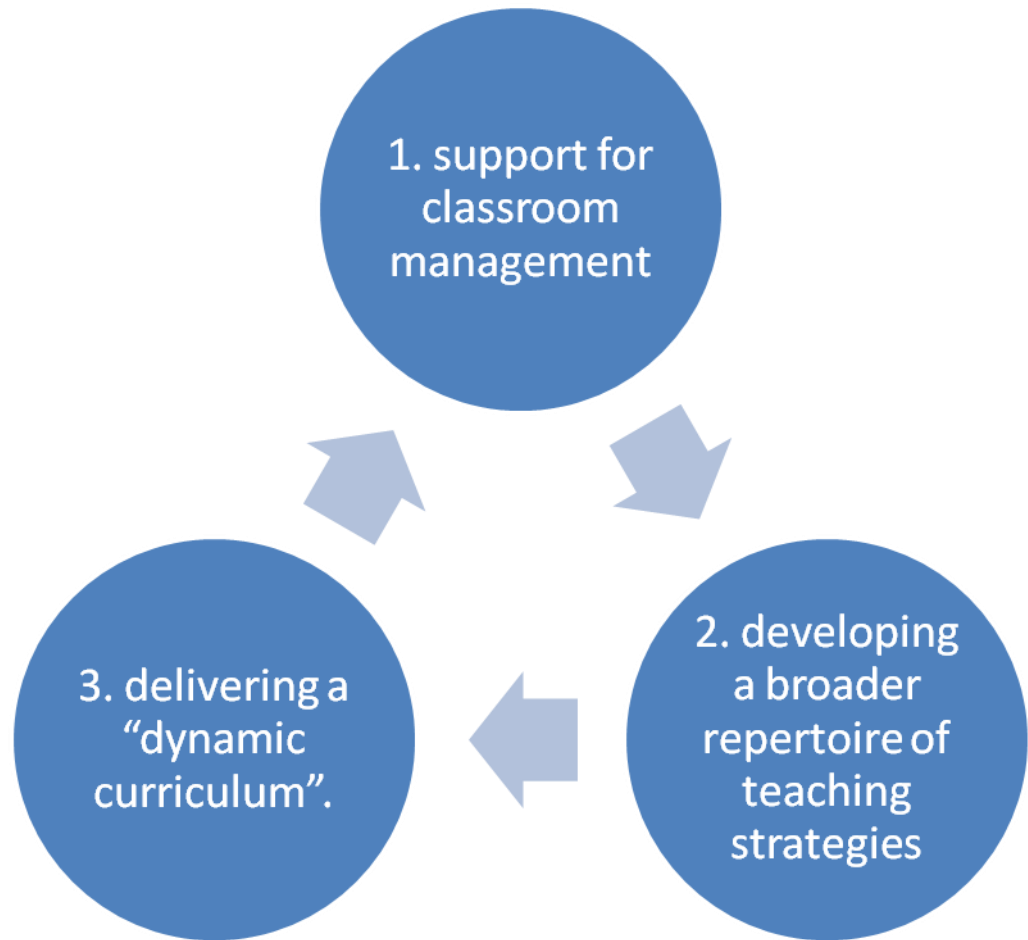 1. support for
classroom
management
2. developing
a broader
repertoire of
teaching
strategies
3. delivering a
“dynamic
curriculum”.